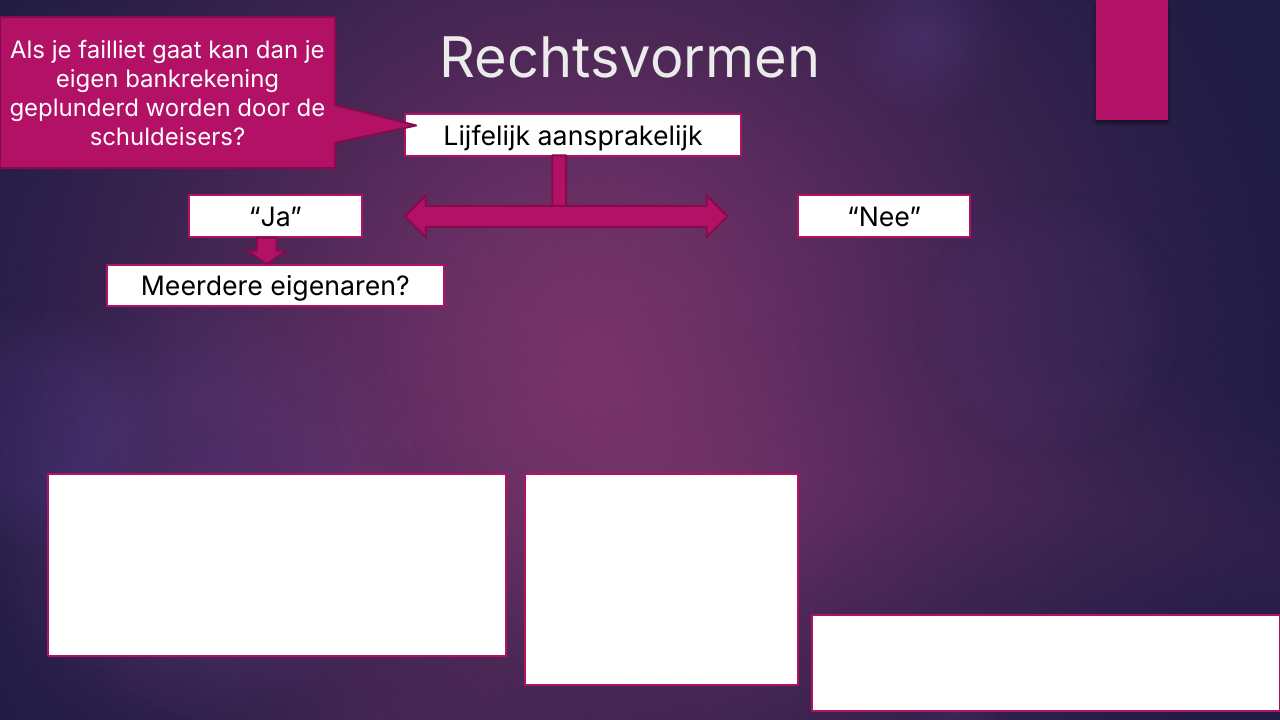 Als je failliet gaat kan dan je
eigen bankrekening
geplunderd worden door de
schuldeisers?
Rechtsvormen
Lijfelijk aansprakelijk
“Ja”
“Nee”
Meerdere eigenaren?